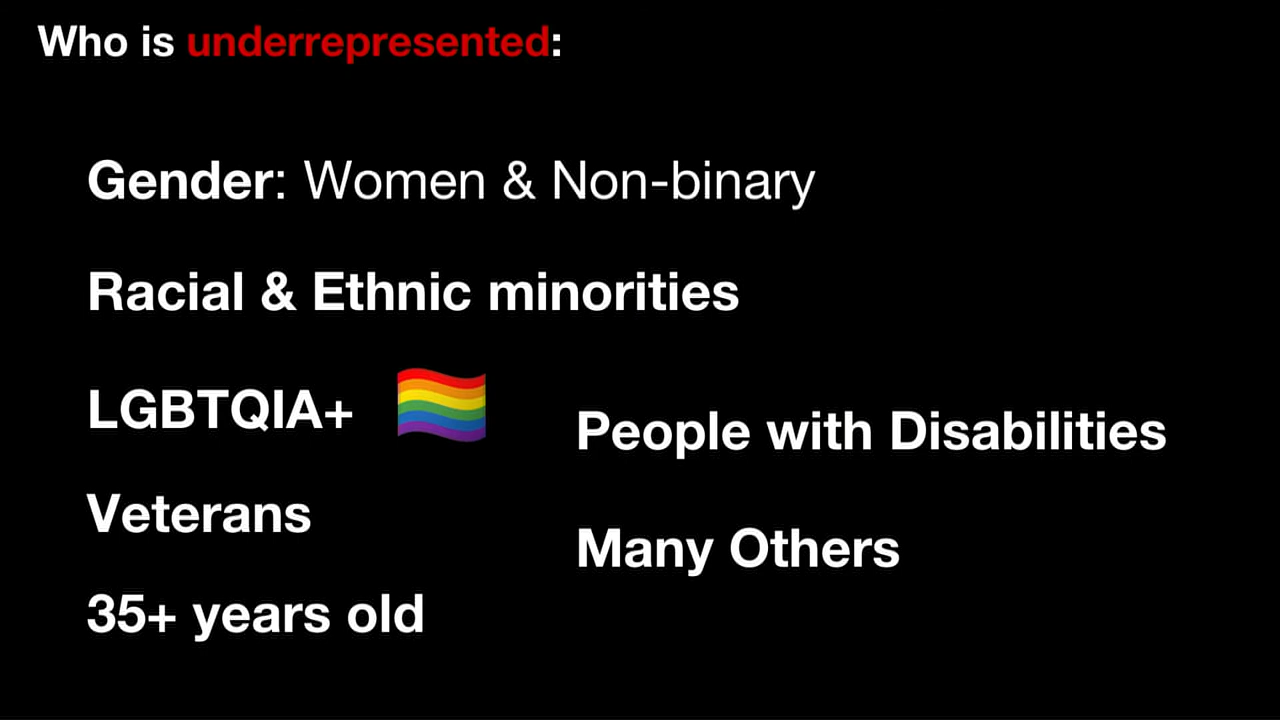 Who is underrepresented:
Gender: Women & Non-binary
Racial & Ethnic minorities
LGBTQIA+
Veterans
35+ years old
People with Disabilities
Many Others